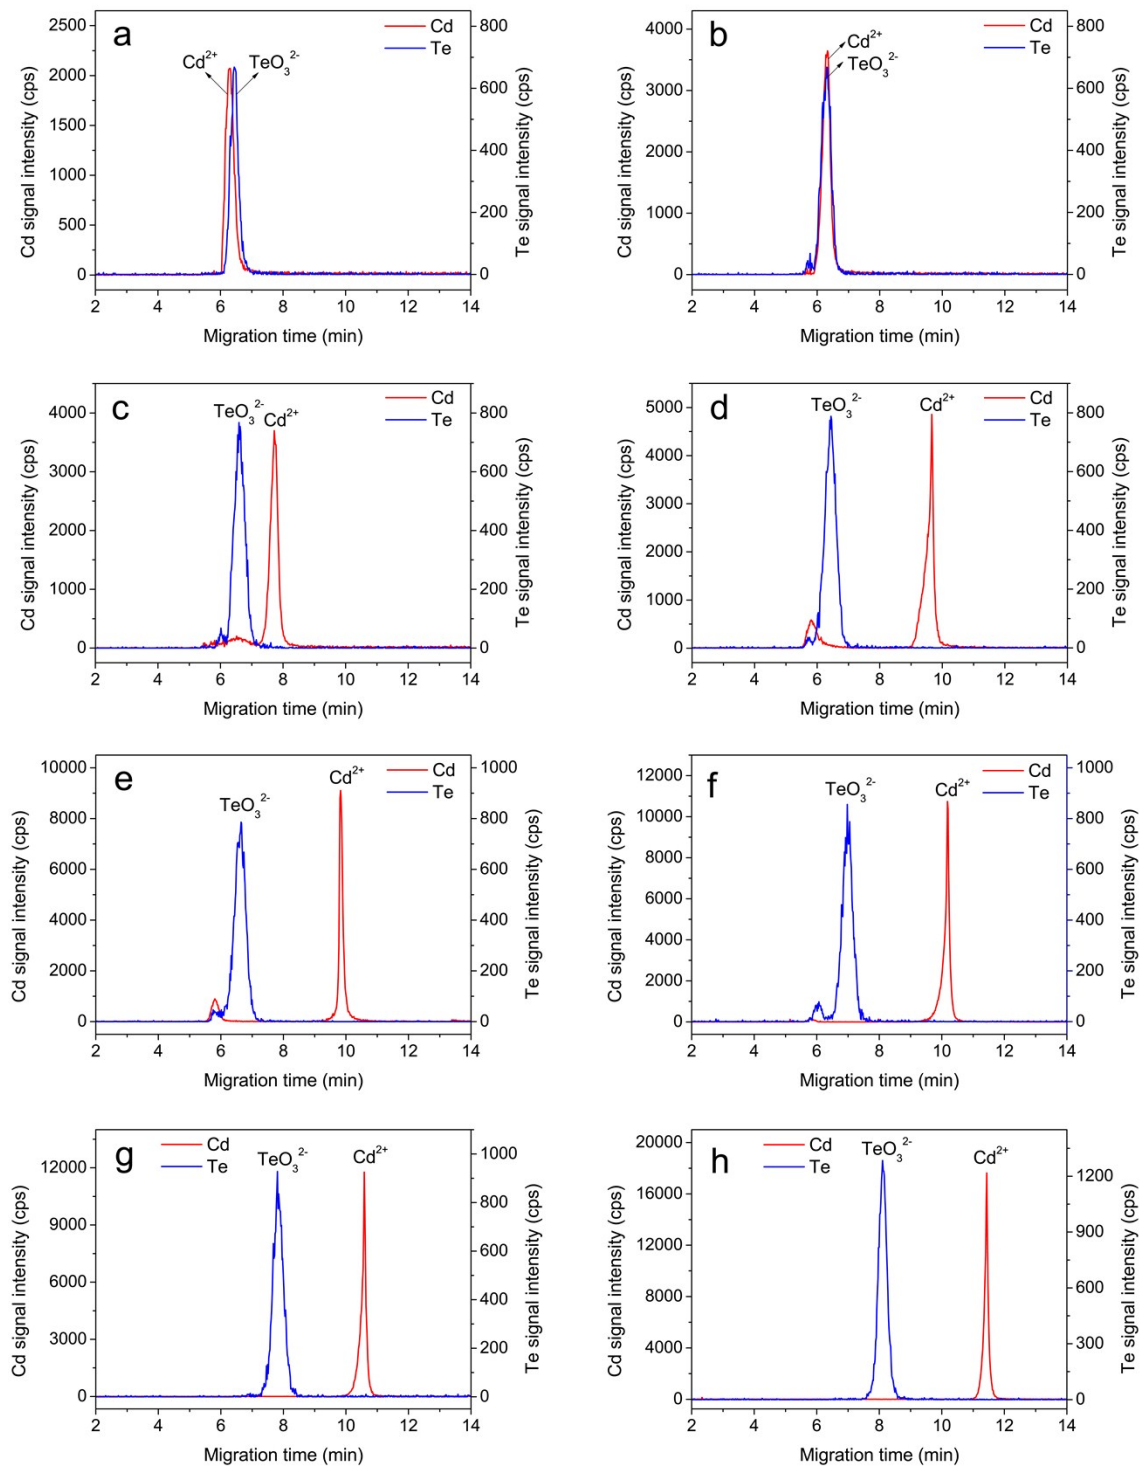 a
Cd
Te
Cd²⁺
TeO₃²⁻
2500
2000
1500
1000
500
0
800
600
400
200
0
Cd signal intensity (cps)
Te signal intensity (cps)
2 4 6 8 10 12 14
Migration time (min)
b
Cd
Te
Cd²⁺
TeO₃²⁻
4000
3000
2000
1000
0
800
600
400
200
0
Cd signal intensity (cps)
Te signal intensity (cps)
2 4 6 8 10 12 14
Migration time (min)
c
Cd
Te
TeO₃²⁻
Cd²⁺
4000
3000
2000
1000
0
800
600
400
200
0
Cd signal intensity (cps)
Te signal intensity (cps)
2 4 6 8 10 12 14
Migration time (min)
d
Cd
Te
TeO₃²⁻
Cd²⁺
5000
4000
3000
2000
1000
0
800
600
400
200
0
Cd signal intensity (cps)
Te signal intensity (cps)
2 4 6 8 10 12 14
Migration time (min)
e
Cd
Te
TeO₃²⁻
Cd²⁺
10000
8000
6000
4000
2000
0
1000
800
600
400
200
0
Cd signal intensity (cps)
Te signal intensity (cps)
2 4 6 8 10 12 14
Migration time (min)
f
Cd
Te
TeO₃²⁻
Cd²⁺
12000
10000
8000
6000
4000
2000
0
1000
800
600
400
200
0
Cd signal intensity (cps)
Te signal intensity (cps)
2 4 6 8 10 12 14
Migration time (min)
g
Cd
Te
TeO₃²⁻
Cd²⁺
12000
9000
6000
3000
0
1000
800
600
400
200
0
Cd signal intensity (cps)
Te signal intensity (cps)
2 4 6 8 10 12 14
Migration time (min)
h
Cd
Te
TeO₃²⁻
Cd²⁺
20000
16000
12000
8000
4000
0
1200
900
600
300
0
Cd signal intensity (cps)
Te signal intensity (cps)
2 4 6 8 10 12 14
Migration time (min)